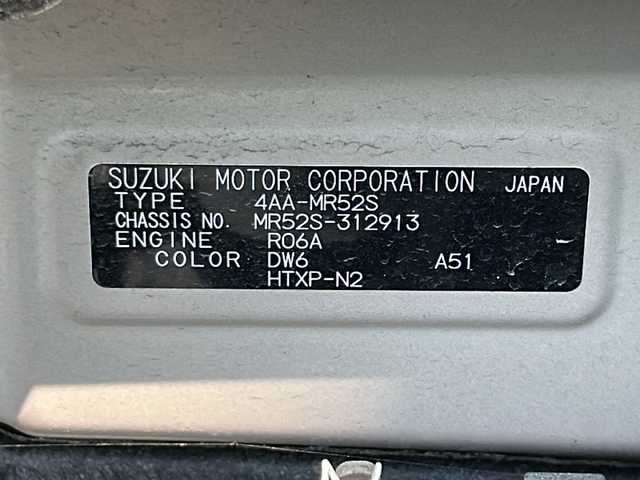 SUZUKI MOTOR CORPORATION JAPAN
TYPE 4AA-MR52S
CHASSIS NO. MR52S-312913
ENGINE R06A
COLOR DW6 A51
HTXP-N2